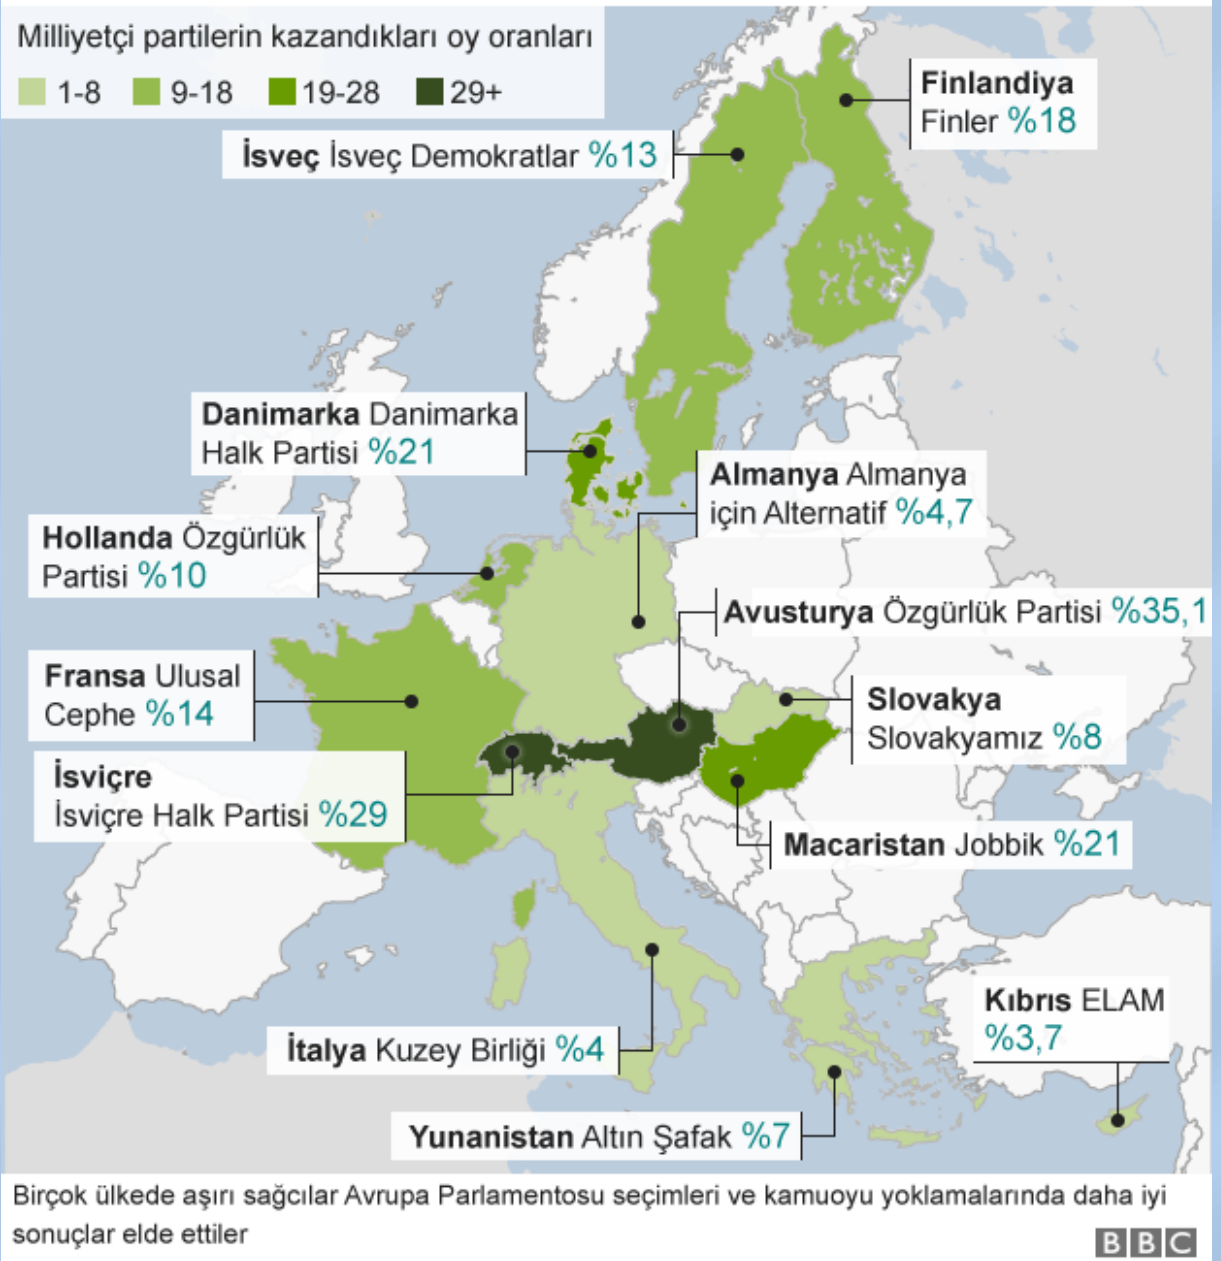 Milliyetçi partilerin kazandıkları oy oranları
1-8 9-18 19-28 29+
Finlandiya
Finler %18
İsveç İsveç Demokratlar %13
Danimarka Danimarka
Halk Partisi %21
Almanya Almanya
için Alternatif %4,7
Hollanda Özgürlük
Partisi %10
Avusturya Özgürlük Partisi %35,1
Fransa Ulusal
Cephe %14
Slovakya
Slovakyamız %8
İsviçre
İsviçre Halk Partisi %29
Macaristan Jobbik %21
Kıbrıs ELAM
%3,7
İtalya Kuzey Birliği %4
Yunanistan Altın Şafak %7
Birçok ülkede aşırı sağcılar Avrupa Parlamentosu seçimleri ve kamuoyu yoklamalarında daha iyi
sonuçlar elde ettiler
BBC